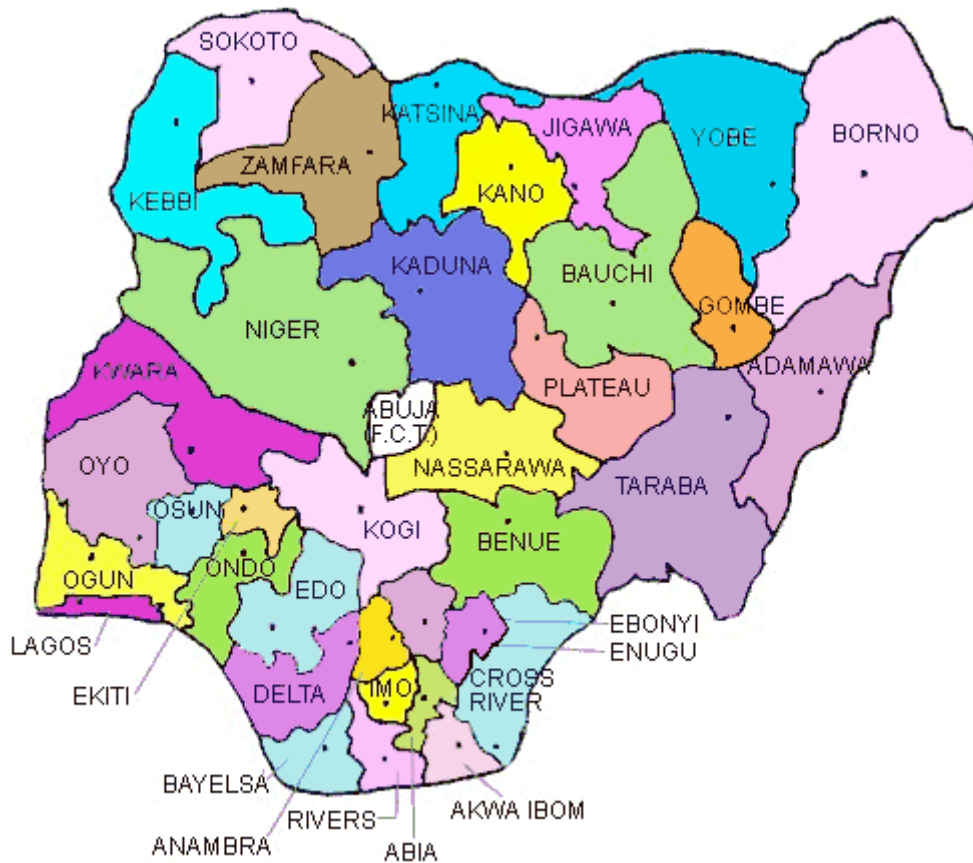 SOKOTO
KATSINA
JIGAWA
YOBE
BORNO
ZAMFARA
KANO
KEBBI
KADUNA
BAUCHI
GOMBE
NIGER
ADAMAWA
KWARA
PLATEAU
ABUJA
(F.C.T.)
OYO
NASSARAWA
TARABA
OSUN
KOGI
BENUE
ONDO
OGUN
EDO
EBONYI
LAGOS
ENUGU
EKITI
DELTA
IMO
CROSS
RIVER
BAYELSA
RIVERS
AKWA IBOM
ANAMBRA
ABIA